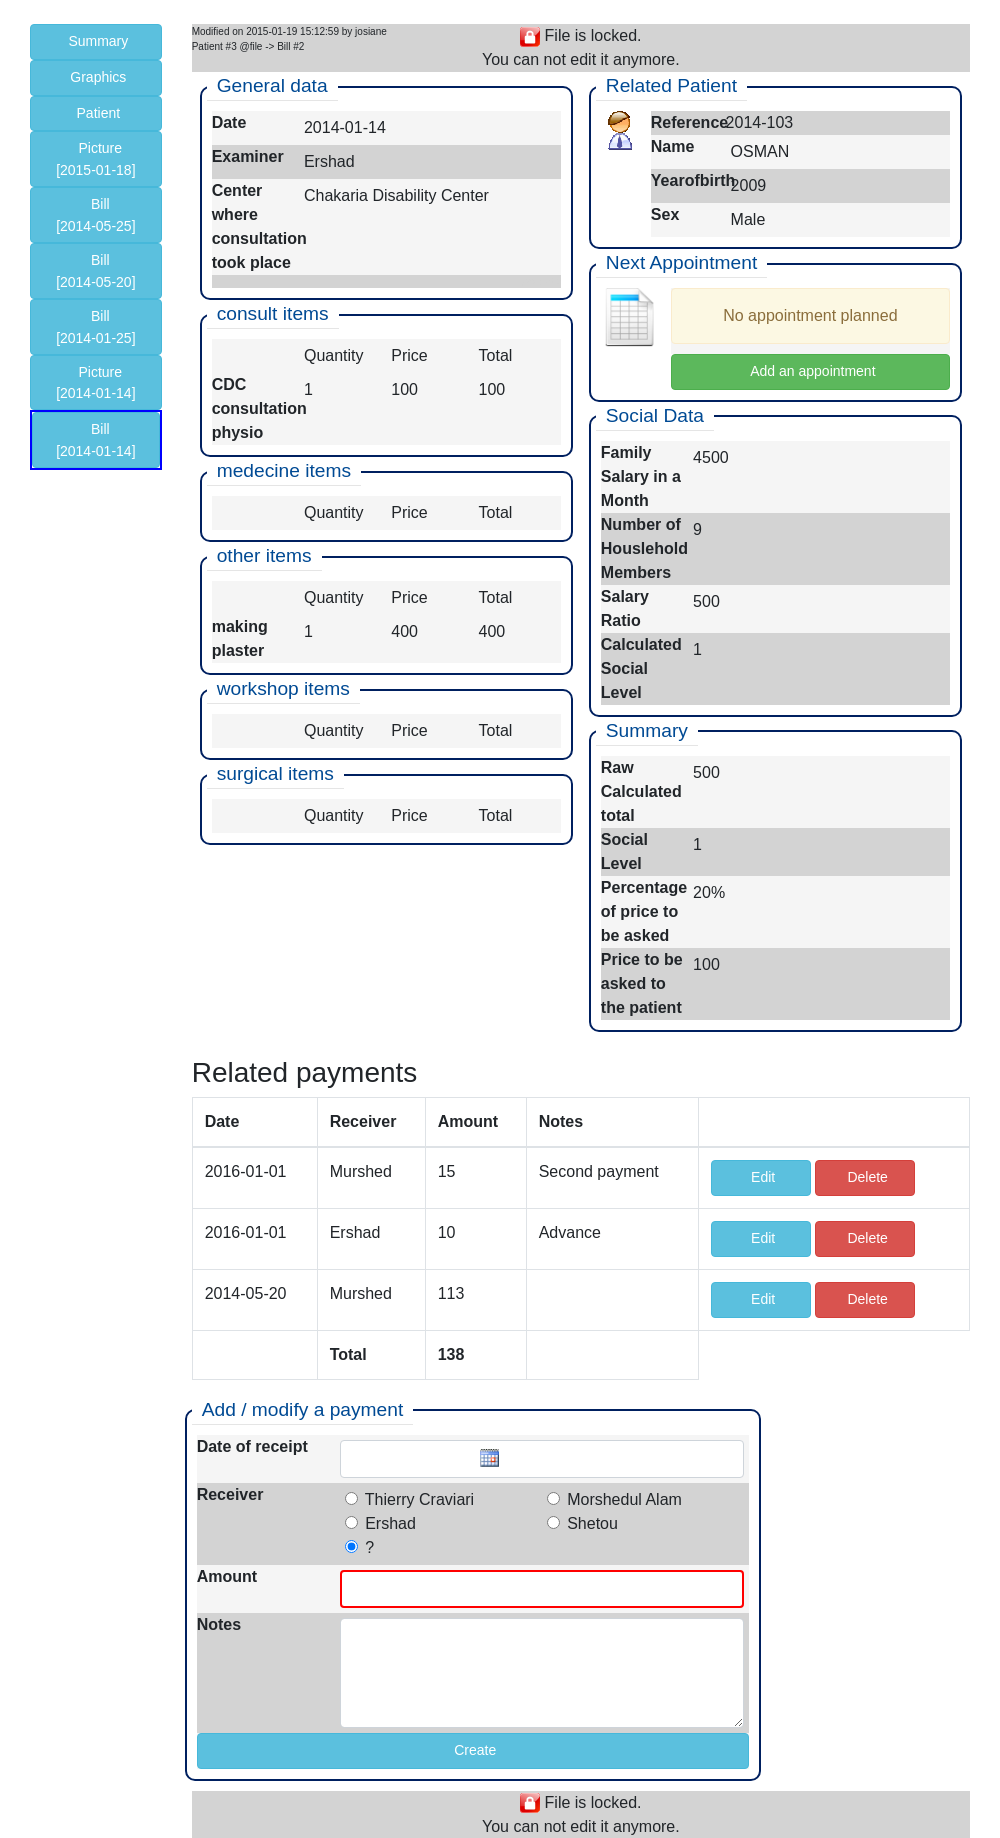 Summary
Graphics
Patient
Picture
[2015-01-18]
Bill
[2014-05-25]
Bill
[2014-05-20]
Bill
[2014-01-25]
Picture
[2014-01-14]
Bill
[2014-01-14]
Modified on 2015-01-19 15:12:59 by josiane
Patient #3 @file -> Bill #2
File is locked.
You can not edit it anymore.
General data
Date 2014-01-14
Examiner Ershad
Center Chakaria Disability Center
where
consultation
took place
consult items
Quantity Price Total
CDC 1 100 100
consultation
physio
medecine items
Quantity Price Total
other items
Quantity Price Total
making 1 400 400
plaster
workshop items
Quantity Price Total
surgical items
Quantity Price Total
Related Patient
Reference 2014-103
Name OSMAN
Yearofbirth 2009
Sex Male
Next Appointment
No appointment planned
Add an appointment
Social Data
Family 4500
Salary in a
Month
Number of 9
Houslehold
Members
Salary 500
Ratio
Calculated 1
Social
Level
Summary
Raw 500
Calculated
total
Social 1
Level
Percentage 20%
of price to
be asked
Price to be 100
asked to
the patient
Related payments
Date Receiver Amount Notes
2016-01-01 Murshed 15 Second payment Edit Delete
2016-01-01 Ershad 10 Advance Edit Delete
2014-05-20 Murshed 113 Edit Delete
Total 138
Add / modify a payment
Date of receipt
Receiver Thierry Craviari Morshedul Alam
Ershad Shetou
?
Amount
Notes
Create
File is locked.
You can not edit it anymore.